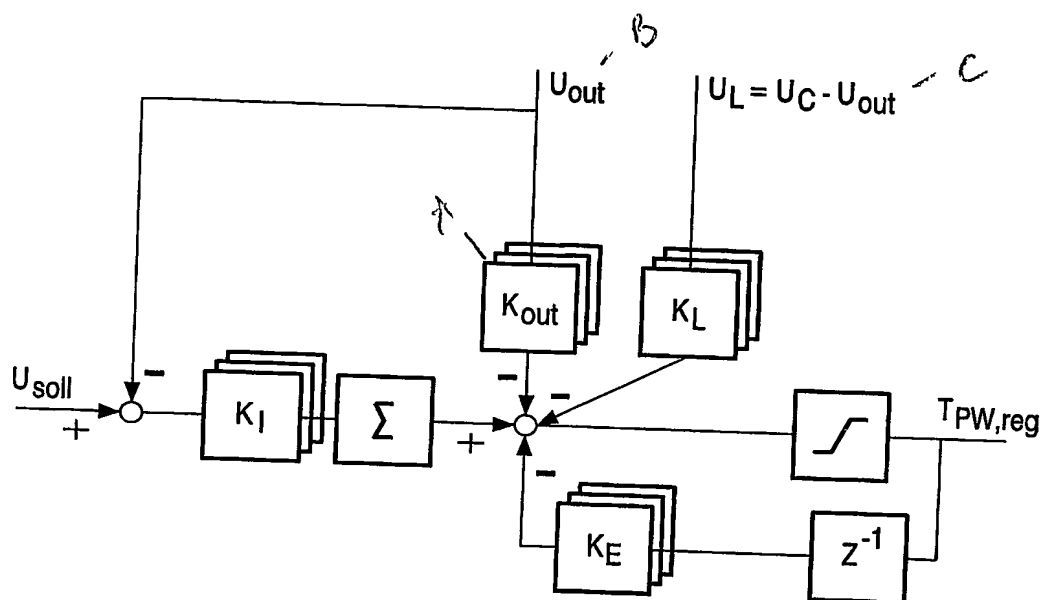 B
U_out
U_L = U_C - U_out
C
A
K_out
K_L
U_soll
−
+
K_I
Σ
+
−
−
−
T_PW,reg
K_E
Z^-1